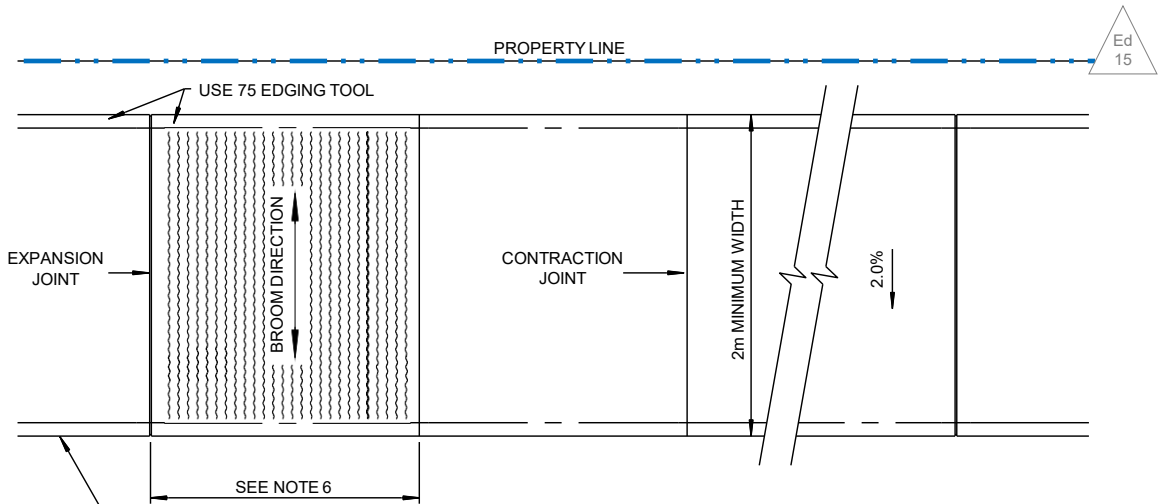 PROPERTY LINE
Ed
15
USE 75 EDGING TOOL
EXPANSION
JOINT
BROOM DIRECTION
CONTRACTION
JOINT
2m MINIMUM WIDTH
2.0%
SEE NOTE 6